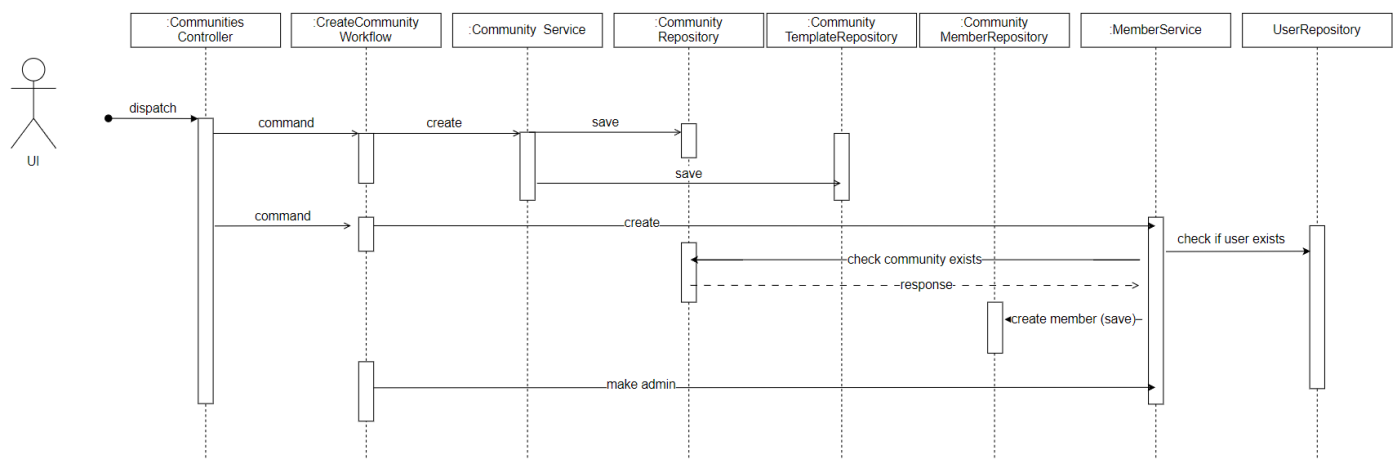 :Communities
Controller
:CreateCommunity
Workflow
:Community Service
:Community
Repository
:Community
TemplateRepository
:Community
MemberRepository
:MemberService
UserRepository
dispatch
command
create
save
UI
save
command
create
check if user exists
check community exists
response
create member (save)
make admin